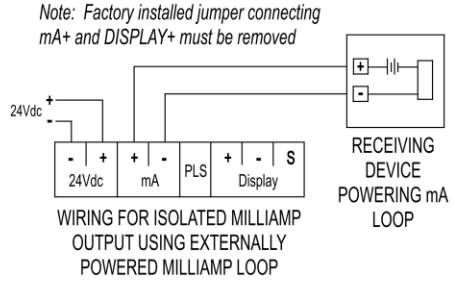 Note: Factory installed jumper connecting
mA+ and DISPLAY+ must be removed
24Vdc
+
-
+
-
- + + - PLS + - S
24Vdc mA Display
RECEIVING
DEVICE
POWERING mA
LOOP
WIRING FOR ISOLATED MILLIAMP
OUTPUT USING EXTERNALLY
POWERED MILLIAMP LOOP